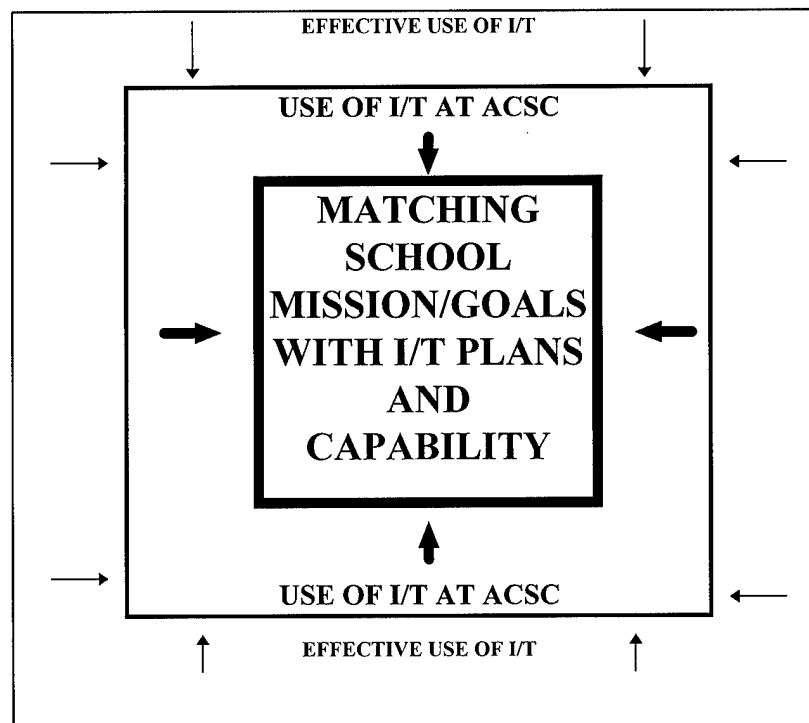 EFFECTIVE USE OF I/T
USE OF I/T AT ACSC
MATCHING
SCHOOL
MISSION/GOALS
WITH I/T PLANS
AND
CAPABILITY
USE OF I/T AT ACSC
EFFECTIVE USE OF I/T